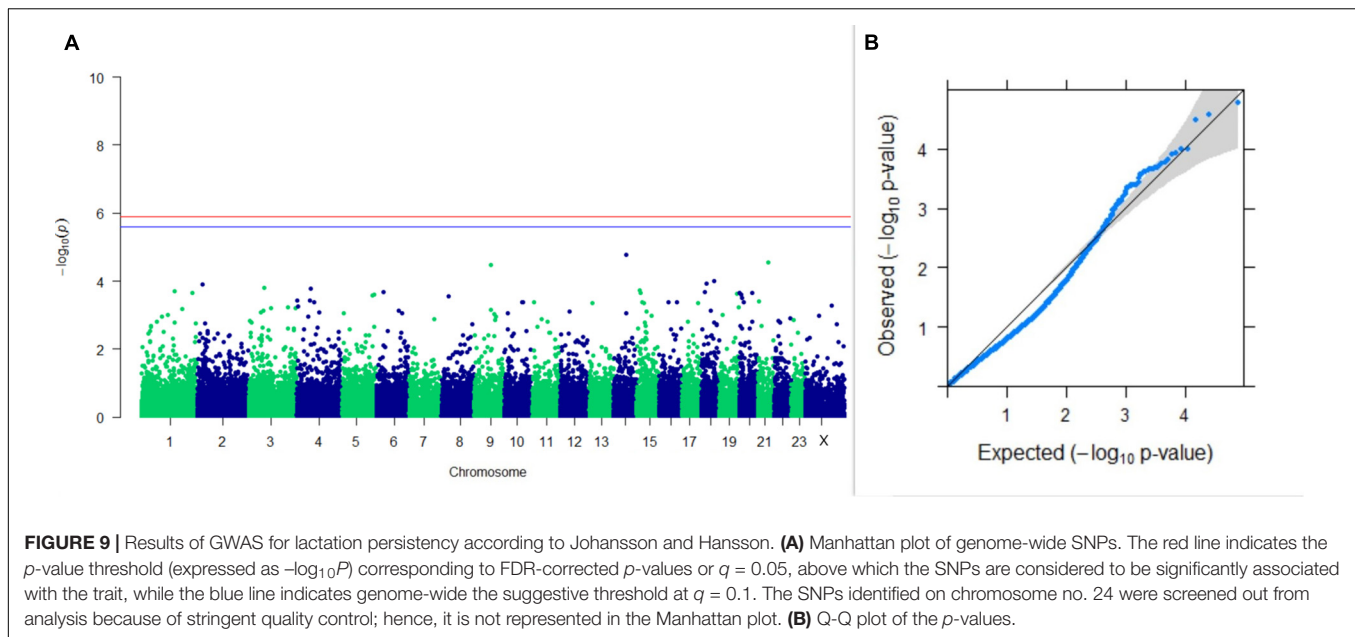 A
10
8
6
4
2
0
−log10(p)
1 2 3 4 5 6 7 8 9 10 11 12 13 15 17 19 21 23 X
Chromosome
B
Observed (−log10 p-value)
4
3
2
1
1 2 3 4
Expected (−log10 p-value)
FIGURE 9 | Results of GWAS for lactation persistency according to Johansson and Hansson. (A) Manhattan plot of genome-wide SNPs. The red line indicates the
p-value threshold (expressed as –log10P) corresponding to FDR-corrected p-values or q = 0.05, above which the SNPs are considered to be significantly associated
with the trait, while the blue line indicates genome-wide the suggestive threshold at q = 0.1. The SNPs identified on chromosome no. 24 were screened out from
analysis because of stringent quality control; hence, it is not represented in the Manhattan plot. (B) Q-Q plot of the p-values.